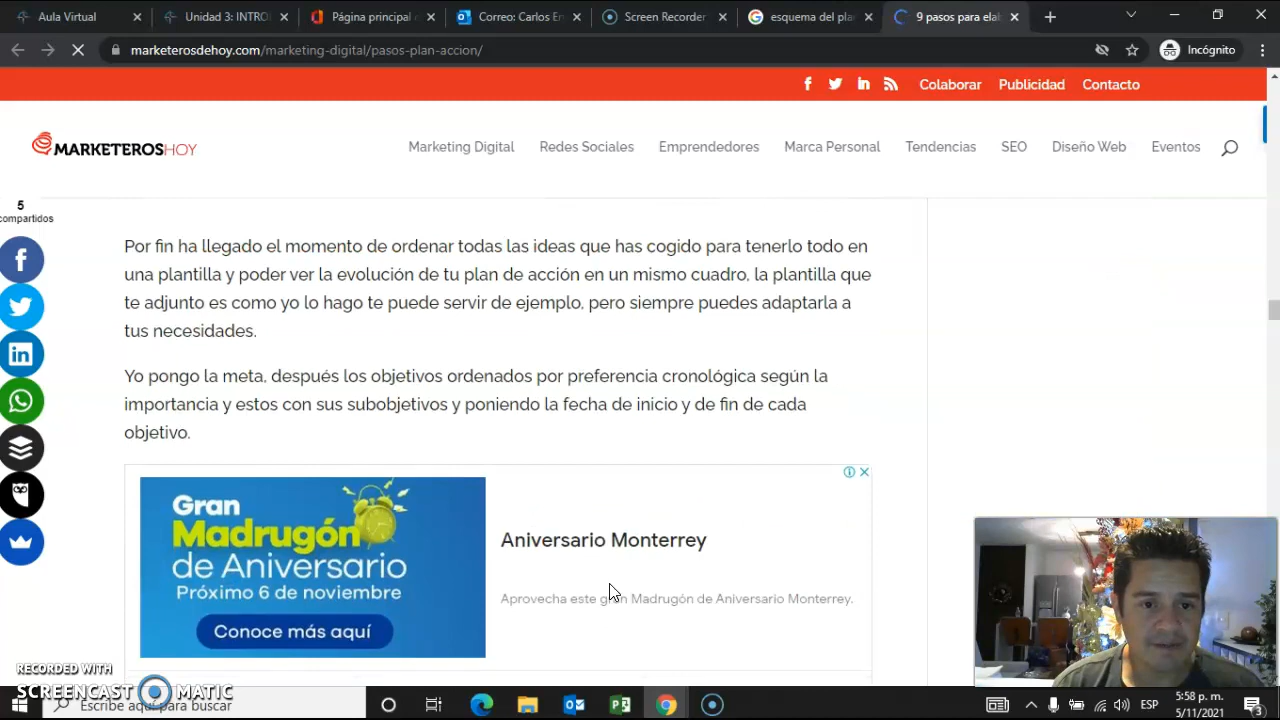 Aula Virtual
Unidad 3: INTRO
Página principal
Correo: Carlos En
Screen Recorder
esquema del pla
9 pasos para ela
marketerosdehoy.com/marketing-digital/pasos-plan-accion/
Incógnito
Colaborar
Publicidad
Contacto
MARKETEROSHOY
Marketing Digital
Redes Sociales
Emprendedores
Marca Personal
Tendencias
SEO
Diseño Web
Eventos
5
compartidos
Por fin ha llegado el momento de ordenar todas las ideas que has cogido para tenerlo todo en
una plantilla y poder ver la evolución de tu plan de acción en un mismo cuadro, la plantilla que
te adjunto es como yo lo hago te puede servir de ejemplo, pero siempre puedes adaptarla a
tus necesidades.
Yo pongo la meta, después los objetivos ordenados por preferencia cronológica según la
importancia y estos con sus subobjetivos y poniendo la fecha de inicio y de fin de cada
objetivo.
Gran
Madrugón
de Aniversario
Próximo 6 de noviembre
Conoce más aquí
Aniversario Monterrey
Aprovecha este gran Madrugón de Aniversario Monterrey.
RECORDED WITH
SCREENCAST MATIC
Escribe aquí para buscar
ESP
5:58 p. m.
5/11/2021
3